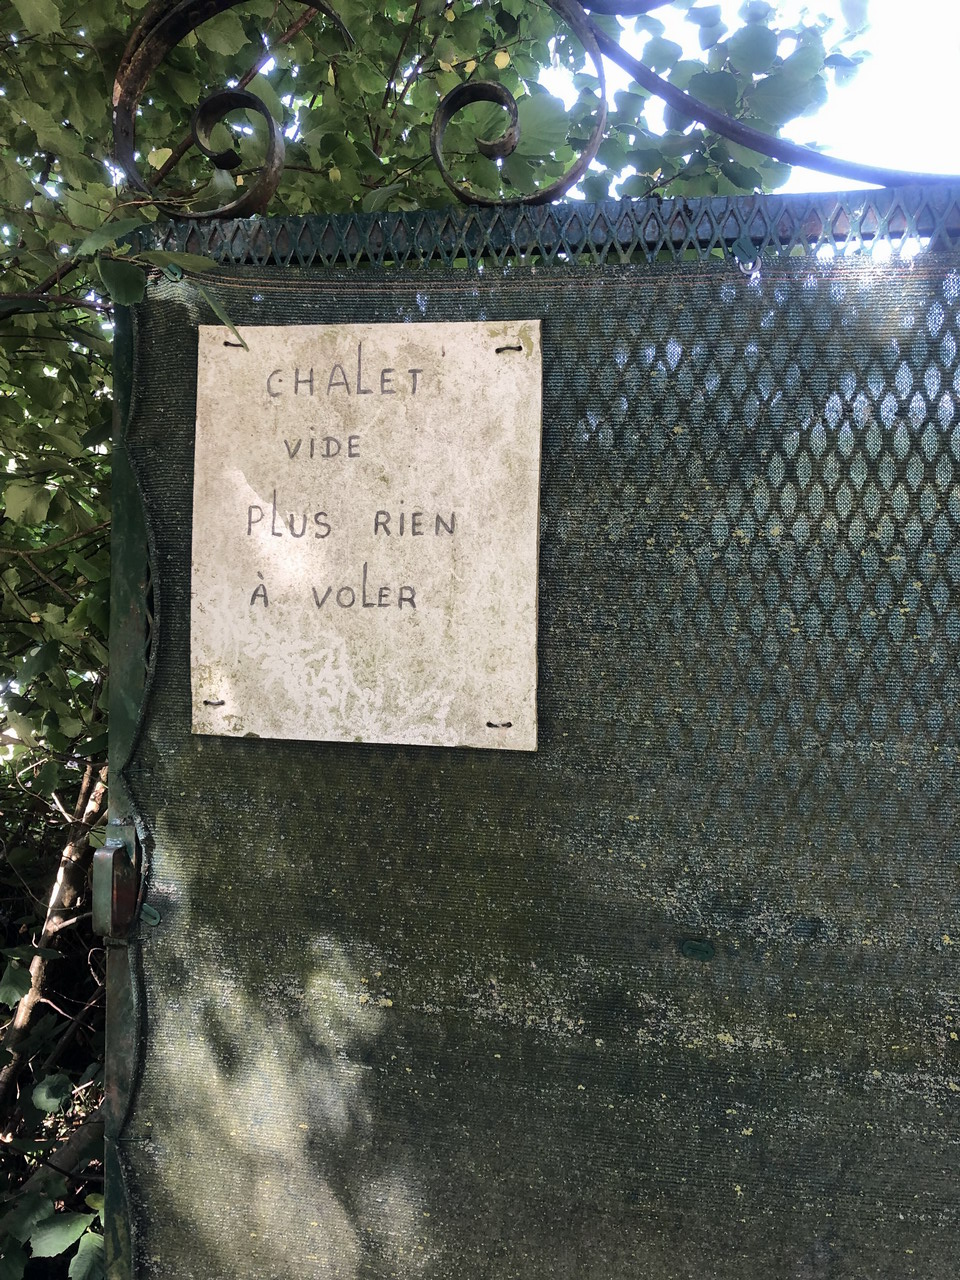 CHALET
VIDE
PLUS RIEN
À VOLER